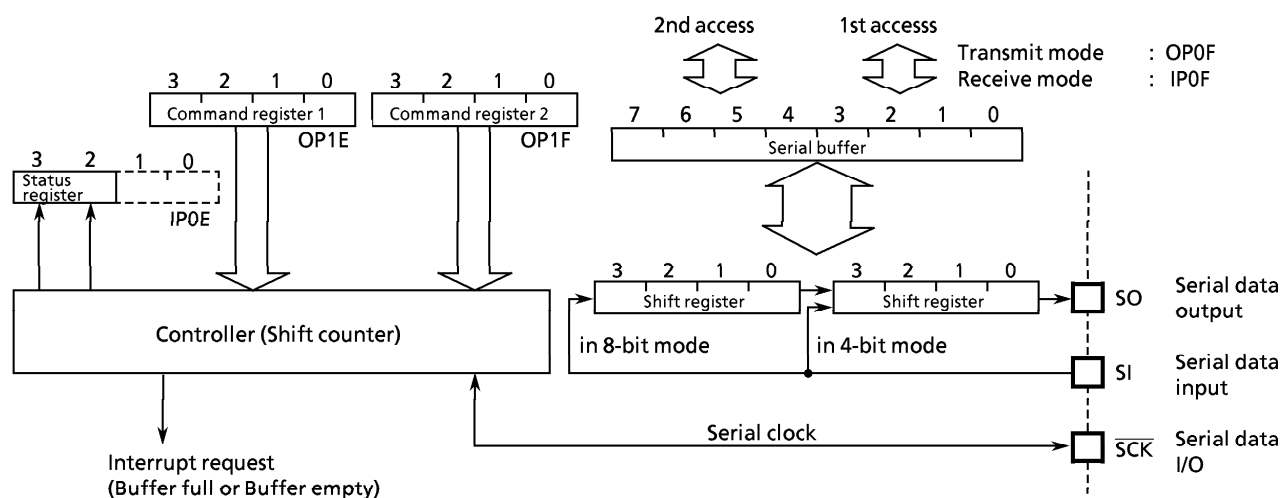 2nd access 1st accesss
Transmit mode : OP0F
Receive mode : IP0F
3 2 1 0
Command register 1
OP1E
3 2 1 0
Command register 2
OP1F
7 6 5 4 3 2 1 0
Serial buffer
3 2 1 0
Status
register
IP0E
3 2 1 0
Shift register
3 2 1 0
Shift register
SO
Serial data
output
Controller (Shift counter)
in 8-bit mode
in 4-bit mode
SI
Serial data
input
Serial clock
SCK
Serial data
I/O
Interrupt request
(Buffer full or Buffer empty)